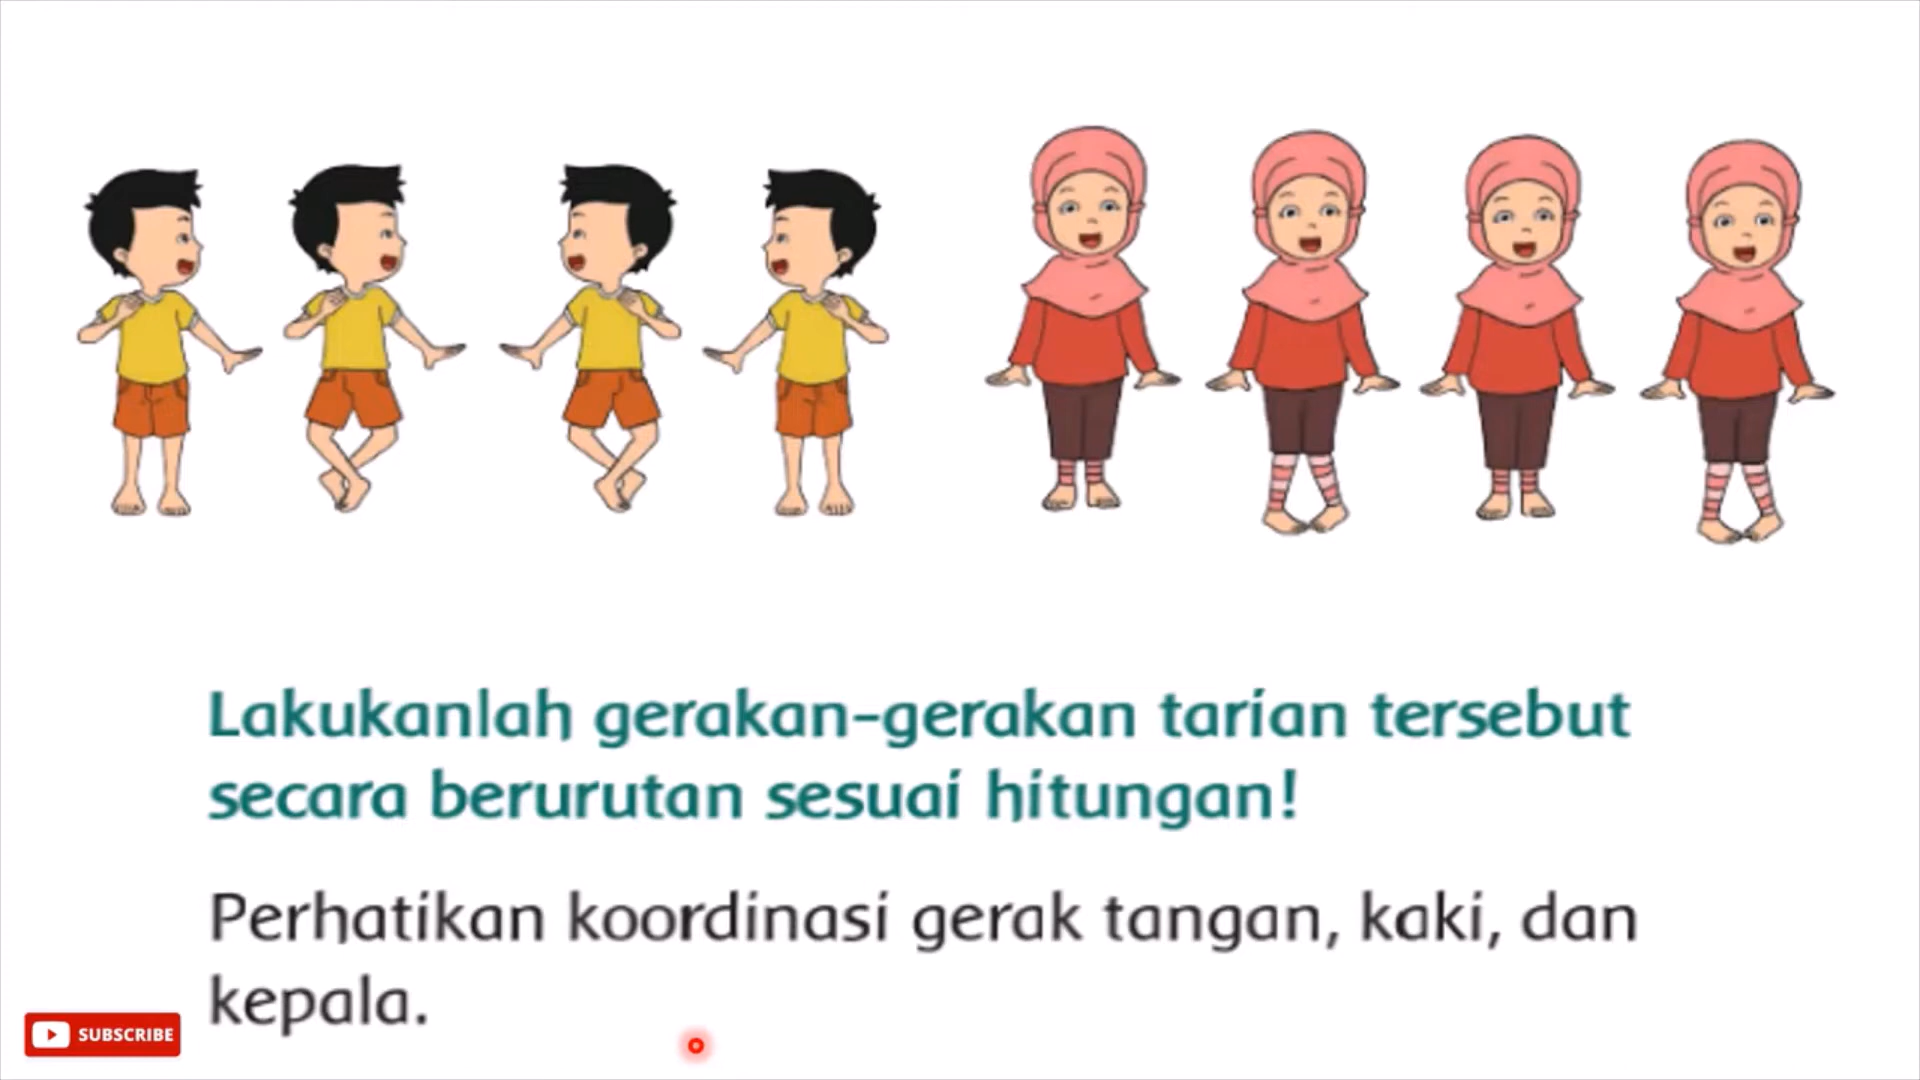 Lakukanlah gerakan-gerakan tarian tersebut
secara berurutan sesuai hitungan!
Perhatikan koordinasi gerak tangan, kaki, dan
kepala.
SUBSCRIBE